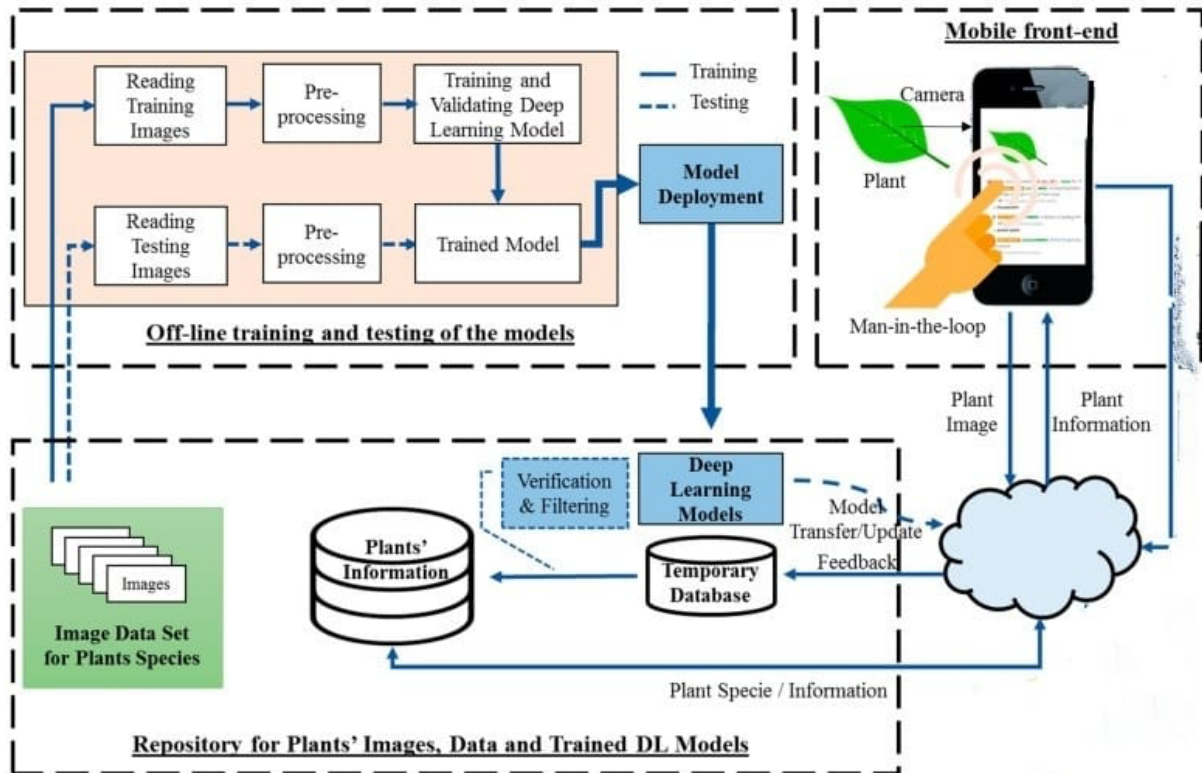 Reading
Training
Images
Pre-
processing
Training and
Validating Deep
Learning Model
Training
Testing
Reading
Testing
Images
Pre-
processing
Trained Model
Model
Deployment
Off-line training and testing of the models
Mobile front-end
Camera
Plant
Man-in-the-loop
Plant
Image
Plant
Information
Images
Image Data Set
for Plants Species
Plants’
Information
Verification
& Filtering
Deep
Learning
Models
Temporary
Database
Model
Transfer/Update
Feedback
Plant Specie / Information
Repository for Plants’ Images, Data and Trained DL Models